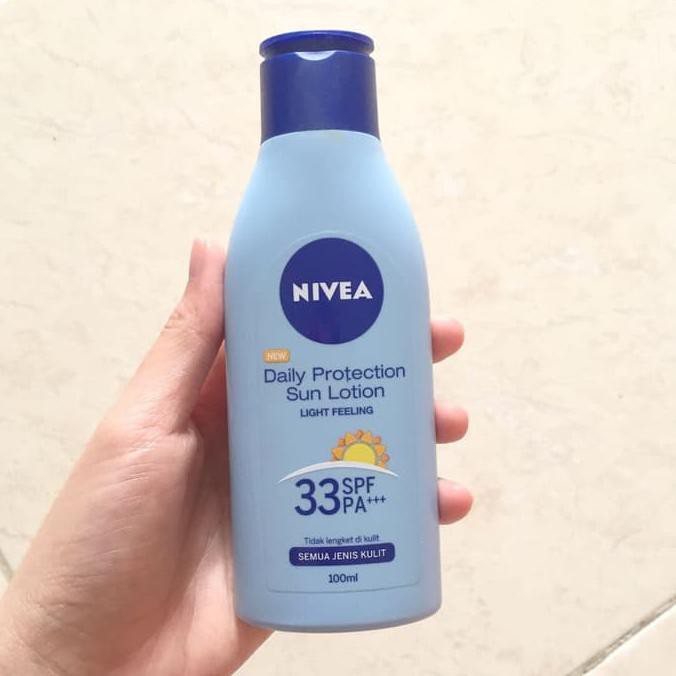 NIVEA
NEW
Daily Protection
Sun Lotion
LIGHT FEELING
33 SPF
PA+++
Tidak lengket di kulit
SEMUA JENIS KULIT
100ml